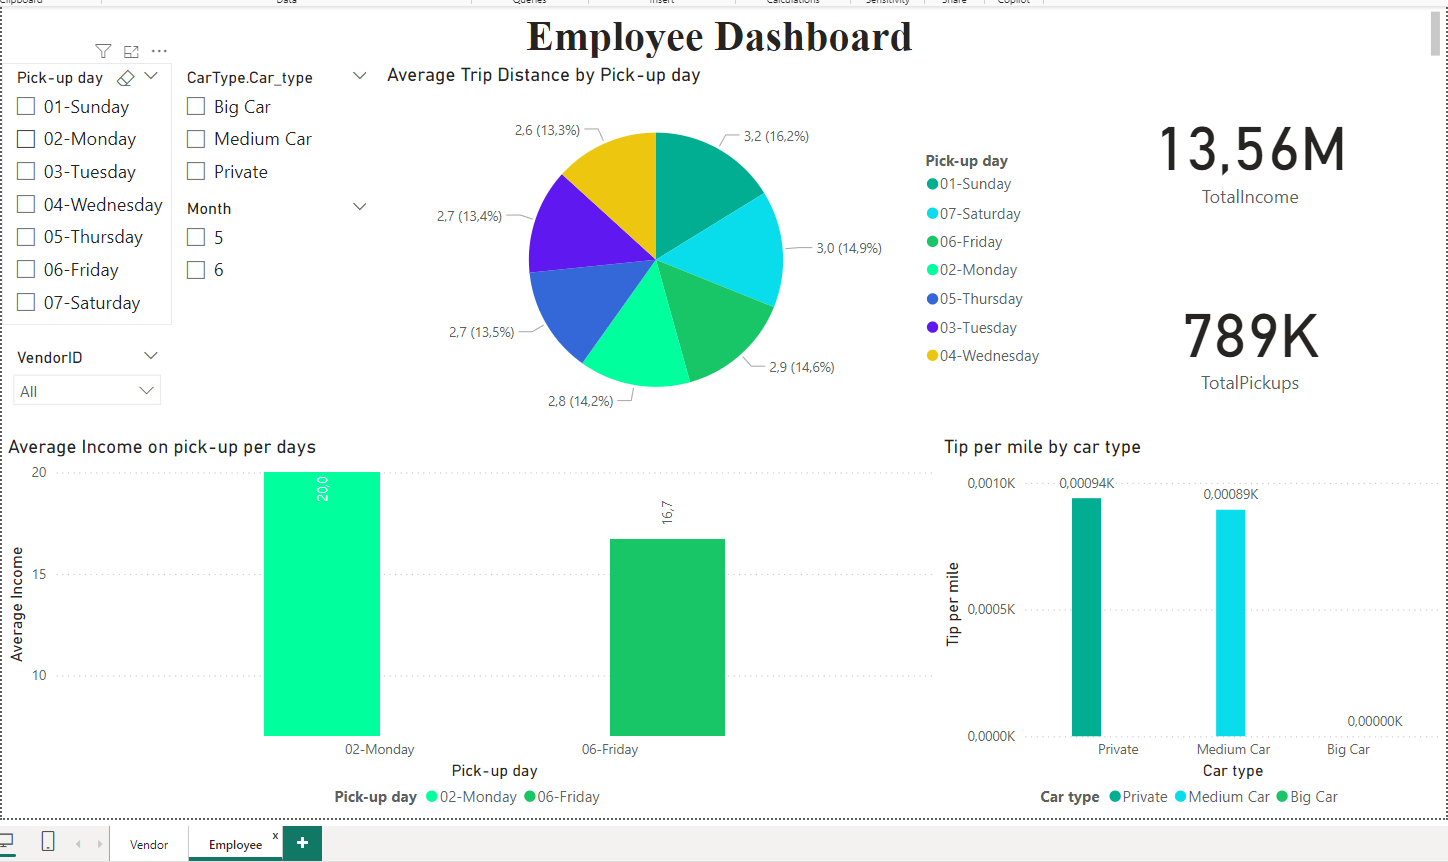 Clipboard
Data
Queries
Insert
Calculations
Sensitivity
Share
Copilot
Employee Dashboard
Pick-up day
01-Sunday
02-Monday
03-Tuesday
04-Wednesday
05-Thursday
06-Friday
07-Saturday
CarType.Car_type
Big Car
Medium Car
Private
Month
5
6
VendorID
All
Average Trip Distance by Pick-up day
3,2 (16,2%)
3,0 (14,9%)
2,9 (14,6%)
2,8 (14,2%)
2,7 (13,5%)
2,7 (13,4%)
2,6 (13,3%)
Pick-up day
01-Sunday
07-Saturday
06-Friday
02-Monday
05-Thursday
03-Tuesday
04-Wednesday
13,56M
TotalIncome
789K
TotalPickups
Average Income on pick-up per days
Average Income
20
15
10
20,0
16,7
02-Monday
06-Friday
Pick-up day
Pick-up day 02-Monday 06-Friday
Tip per mile by car type
Tip per mile
0,0010K
0,0005K
0,0000K
0,00094K
0,00089K
0,00000K
Private
Medium Car
Big Car
Car type
Car type Private Medium Car Big Car
Vendor
Employee
x
+